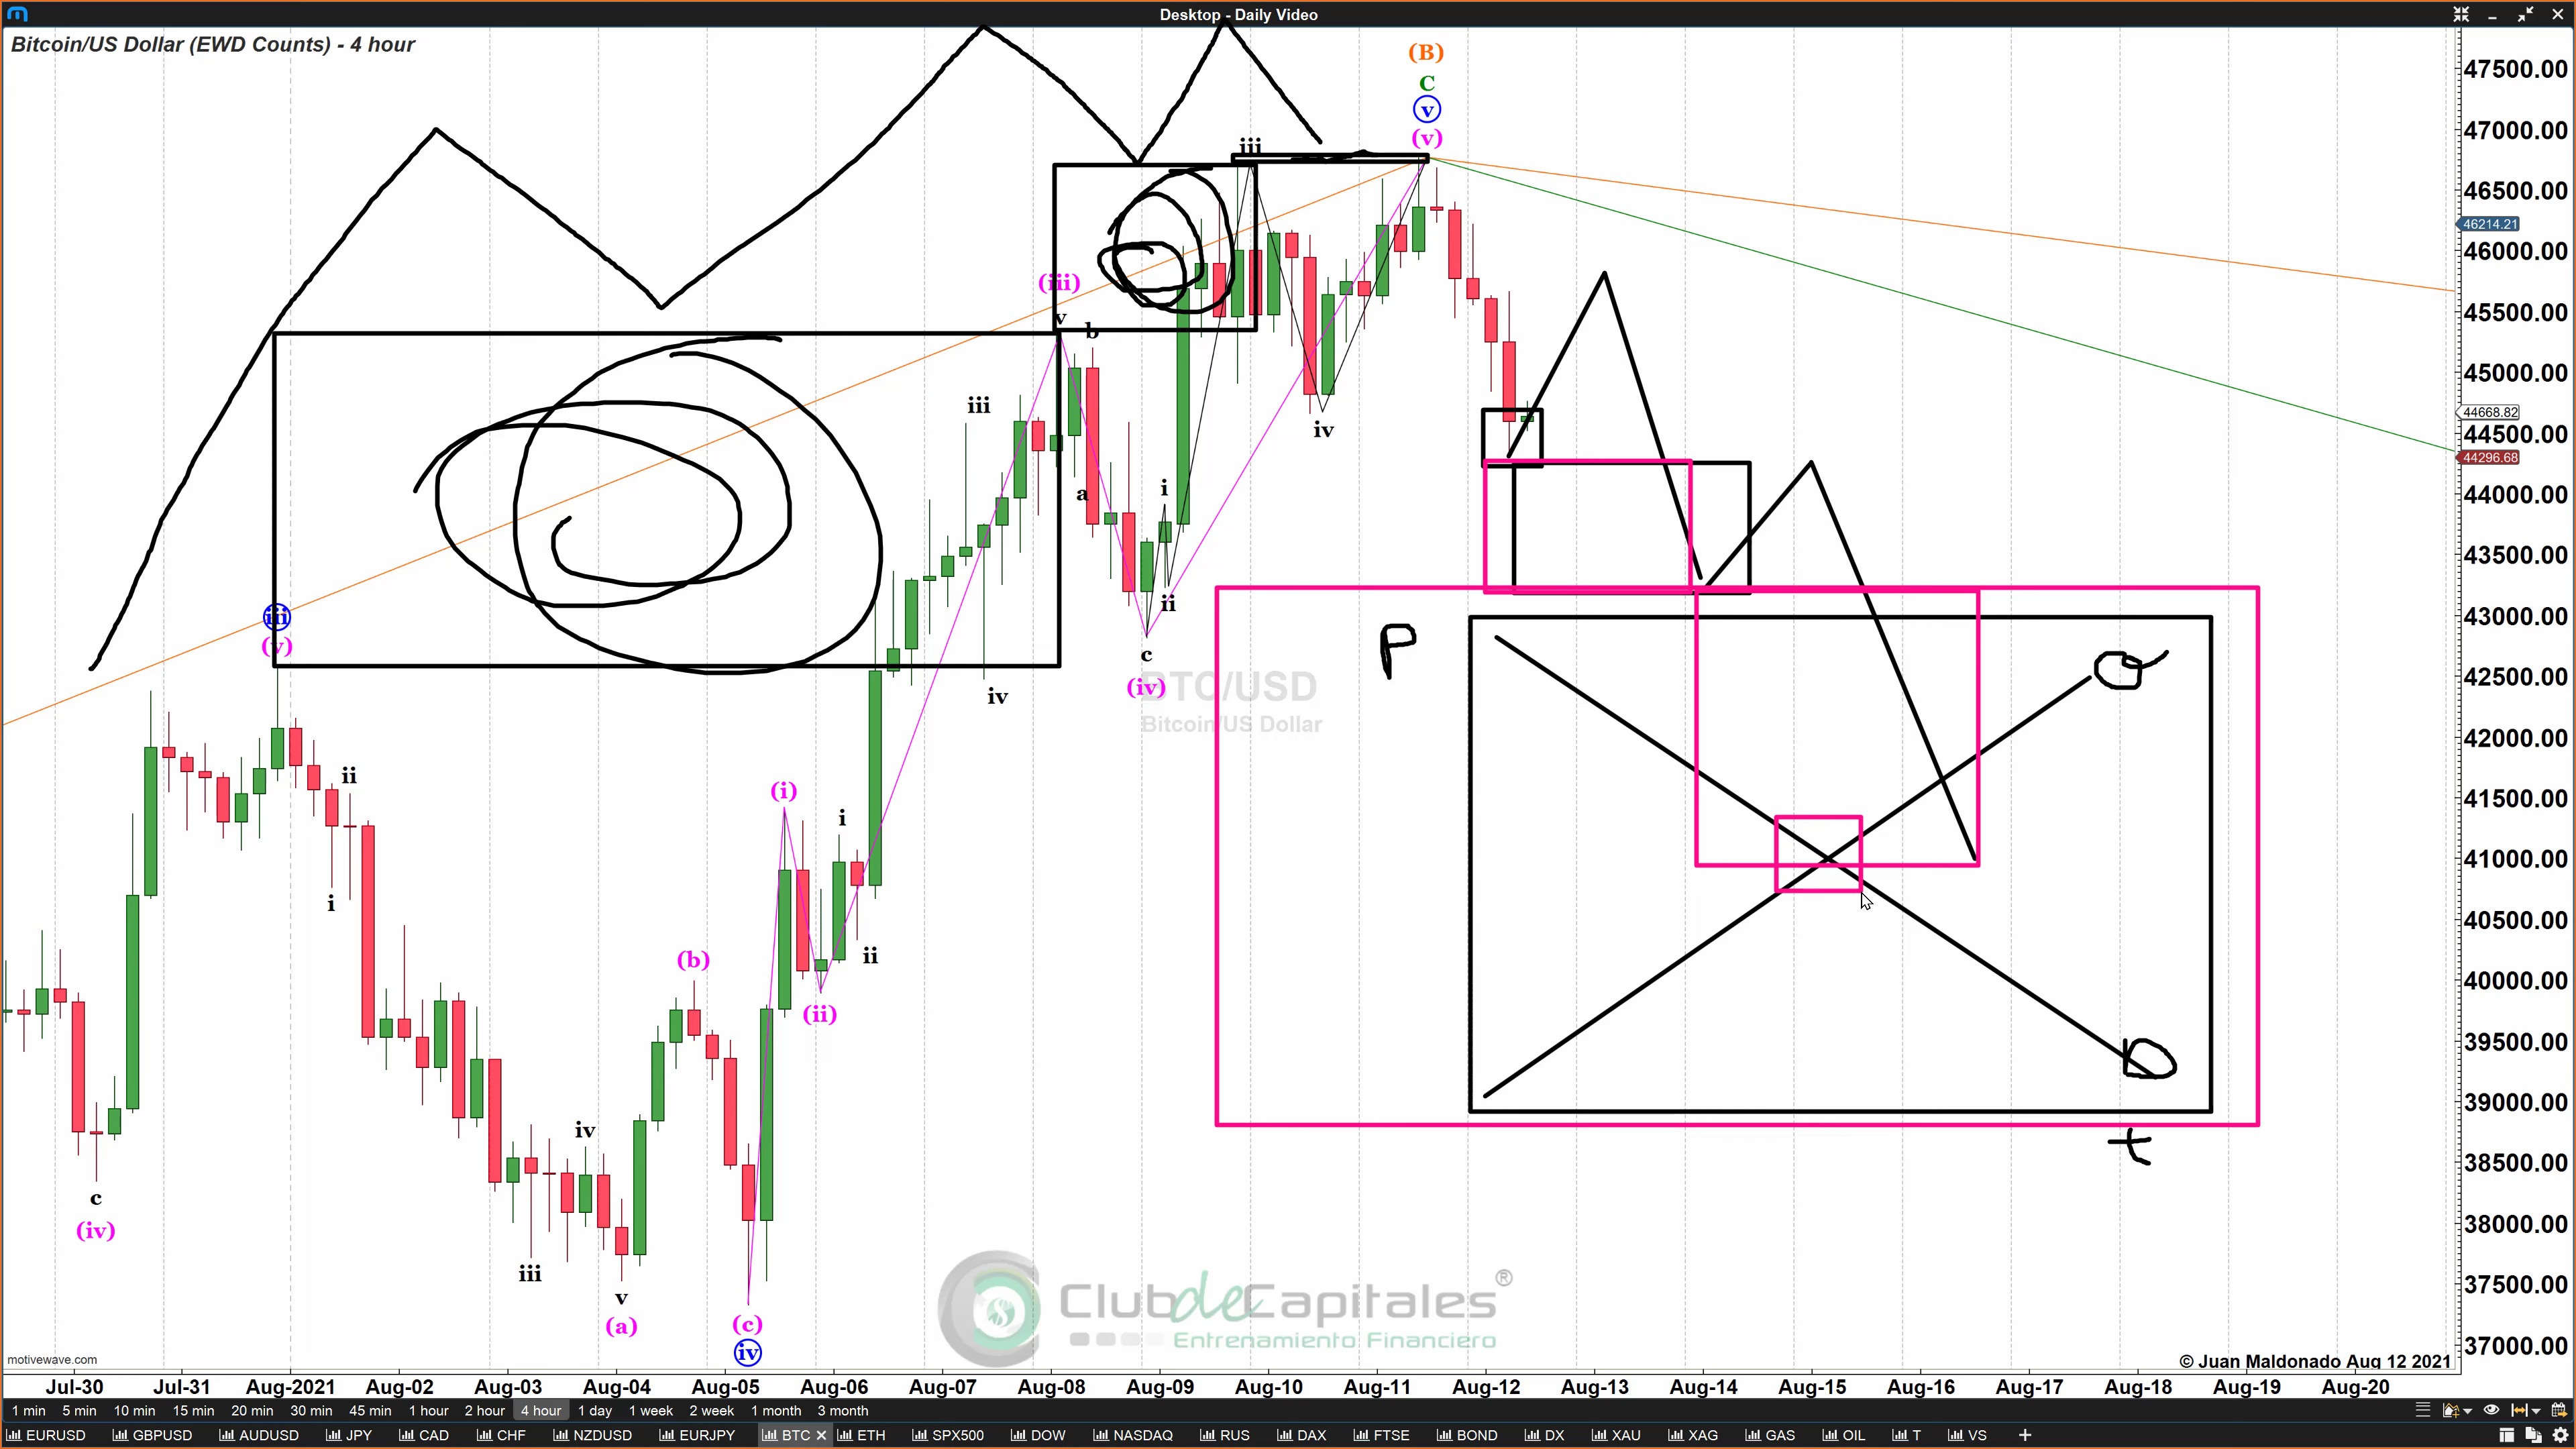 Desktop - Daily Video
Bitcoin/US Dollar (EWD Counts) - 4 hour
(B)
C
v
(v)
iii
(iii)
v
b
iii
iv
a
i
ii
iii
(v)
iv
c
(iv)
BTC/USD
Bitcoin/US Dollar
P
O
D
t
ii
i
(i)
i
ii
(ii)
(b)
iv
c
(iv)
iii
v
(a)
(c)
iv
47500.00
47000.00
46500.00
46214.21
46000.00
45500.00
45000.00
44668.82
44500.00
44296.68
44000.00
43500.00
43000.00
42500.00
42000.00
41500.00
41000.00
40500.00
40000.00
39500.00
39000.00
38500.00
38000.00
37500.00
37000.00
Club de Capitales ®
Entrenamiento Financiero
motivewave.com
© Juan Maldonado Aug 12 2021
Jul-30 Jul-31 Aug-2021 Aug-02 Aug-03 Aug-04 Aug-05 Aug-06 Aug-07 Aug-08 Aug-09 Aug-10 Aug-11 Aug-12 Aug-13 Aug-14 Aug-15 Aug-16 Aug-17 Aug-18 Aug-19 Aug-20
1 min 5 min 10 min 15 min 20 min 30 min 45 min 1 hour 2 hour 4 hour 1 day 1 week 2 week 1 month 3 month
EURUSD GBPUSD AUDUSD JPY CAD CHF NZDUSD EURJPY BTC ETH SPX500 DOW NASDAQ RUS DAX FTSE BOND DX XAU XAG GAS OIL T VS +